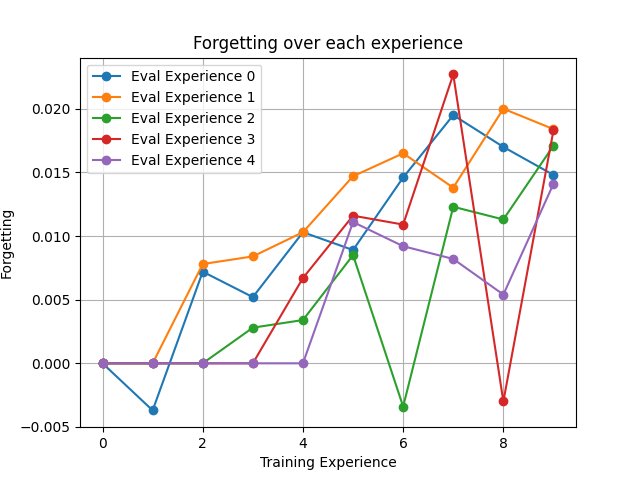 Forgetting over each experience
Eval Experience 0
Eval Experience 1
Eval Experience 2
Eval Experience 3
Eval Experience 4
0.020
0.015
0.010
0.005
0.000
−0.005
Forgetting
0 2 4 6 8
Training Experience